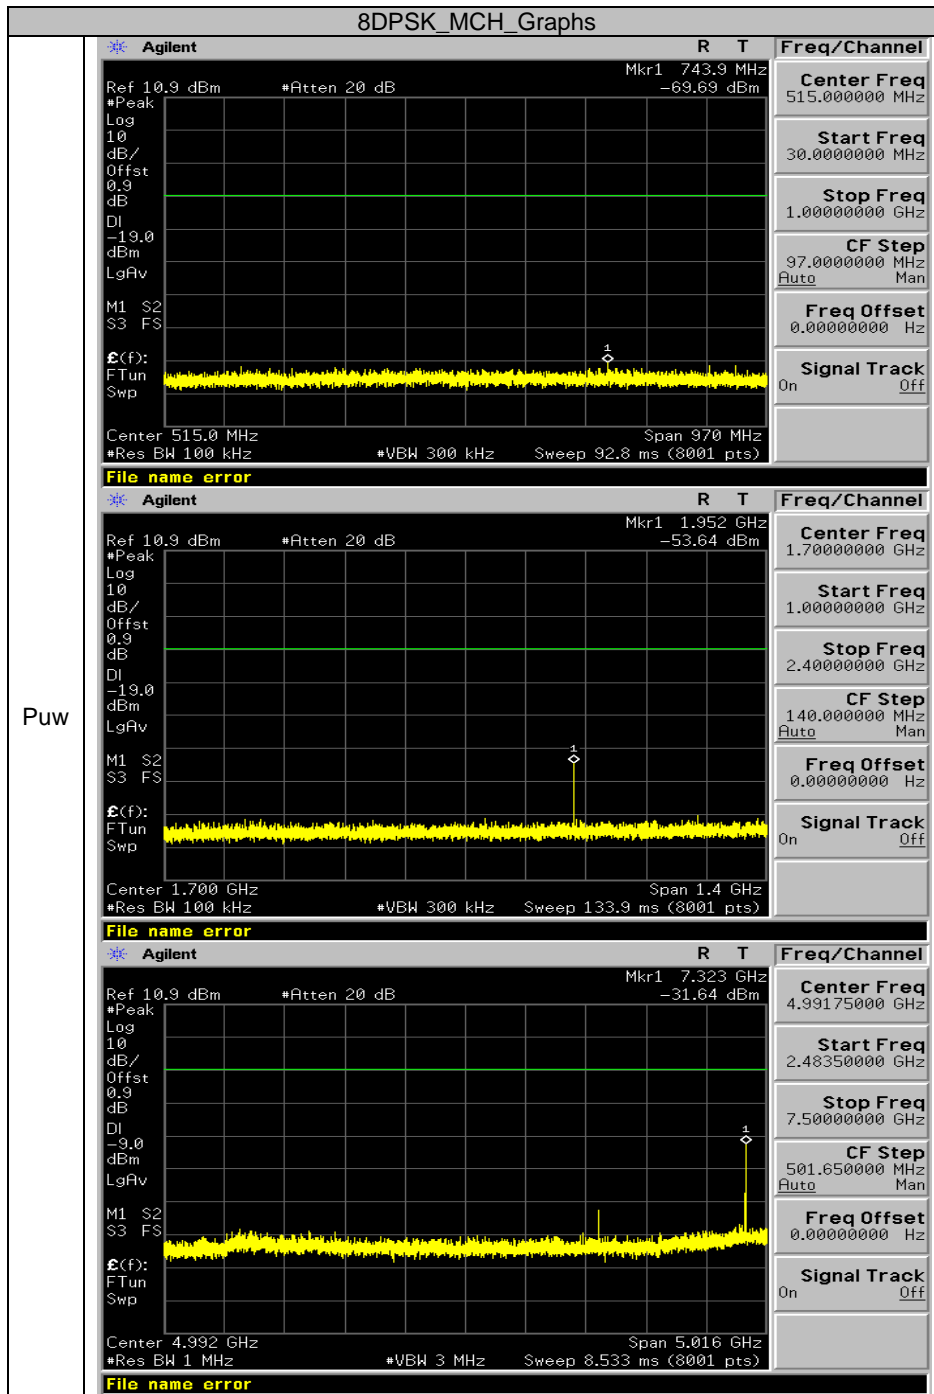 8DPSK_MCH_Graphs
Puw
Agilent R T
Mkr1 743.9 MHz
Ref 10.9 dBm #Atten 20 dB -69.69 dBm
#Peak
Log
10
dB/
Offst
0.9
dB
DI
-19.0
dBm
LgAv
M1 S2
S3 FS
£(f):
FTun
Swp
1
Center 515.0 MHz Span 970 MHz
#Res BW 100 kHz #VBW 300 kHz Sweep 92.8 ms (8001 pts)
File name error
Freq/Channel
Center Freq
515.000000 MHz
Start Freq
30.0000000 MHz
Stop Freq
1.00000000 GHz
CF Step
97.0000000 MHz
Auto Man
Freq Offset
0.00000000 Hz
Signal Track
On Off
Agilent R T
Mkr1 1.952 GHz
Ref 10.9 dBm #Atten 20 dB -53.64 dBm
#Peak
Log
10
dB/
Offst
0.9
dB
DI
-19.0
dBm
LgAv
M1 S2
S3 FS
£(f):
FTun
Swp
1
Center 1.700 GHz Span 1.4 GHz
#Res BW 100 kHz #VBW 300 kHz Sweep 133.9 ms (8001 pts)
File name error
Freq/Channel
Center Freq
1.70000000 GHz
Start Freq
1.00000000 GHz
Stop Freq
2.40000000 GHz
CF Step
140.000000 MHz
Auto Man
Freq Offset
0.00000000 Hz
Signal Track
On Off
Agilent R T
Mkr1 7.323 GHz
Ref 10.9 dBm #Atten 20 dB -31.64 dBm
#Peak
Log
10
dB/
Offst
0.9
dB
DI
-9.0
dBm
LgAv
M1 S2
S3 FS
£(f):
FTun
Swp
1
Center 4.992 GHz Span 5.016 GHz
#Res BW 1 MHz #VBW 3 MHz Sweep 8.533 ms (8001 pts)
File name error
Freq/Channel
Center Freq
4.99175000 GHz
Start Freq
2.48350000 GHz
Stop Freq
7.50000000 GHz
CF Step
501.650000 MHz
Auto Man
Freq Offset
0.00000000 Hz
Signal Track
On Off